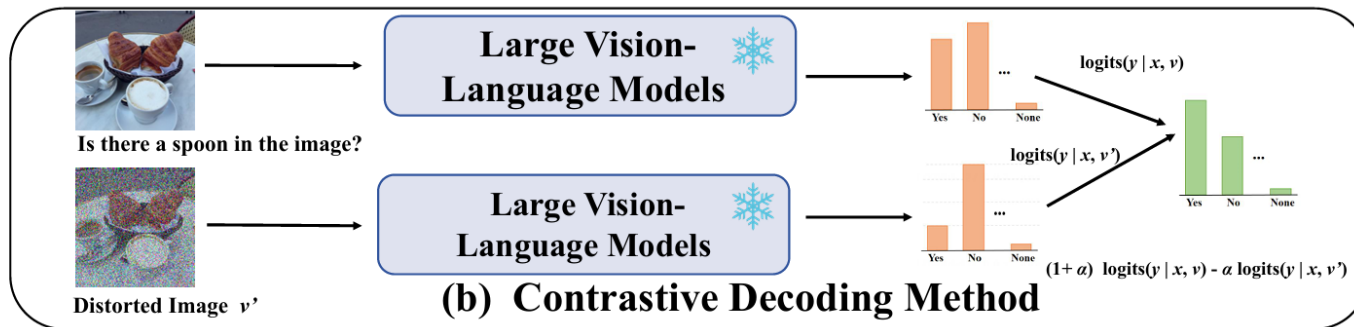 Large Vision-
Language Models
Is there a spoon in the image?
...
Yes No None
logits(y | x, v)
Large Vision-
Language Models
Distorted Image v’
...
Yes No None
logits(y | x, v’)
...
Yes No None
(1+ α) logits(y | x, v) - α logits(y | x, v’)
(b) Contrastive Decoding Method